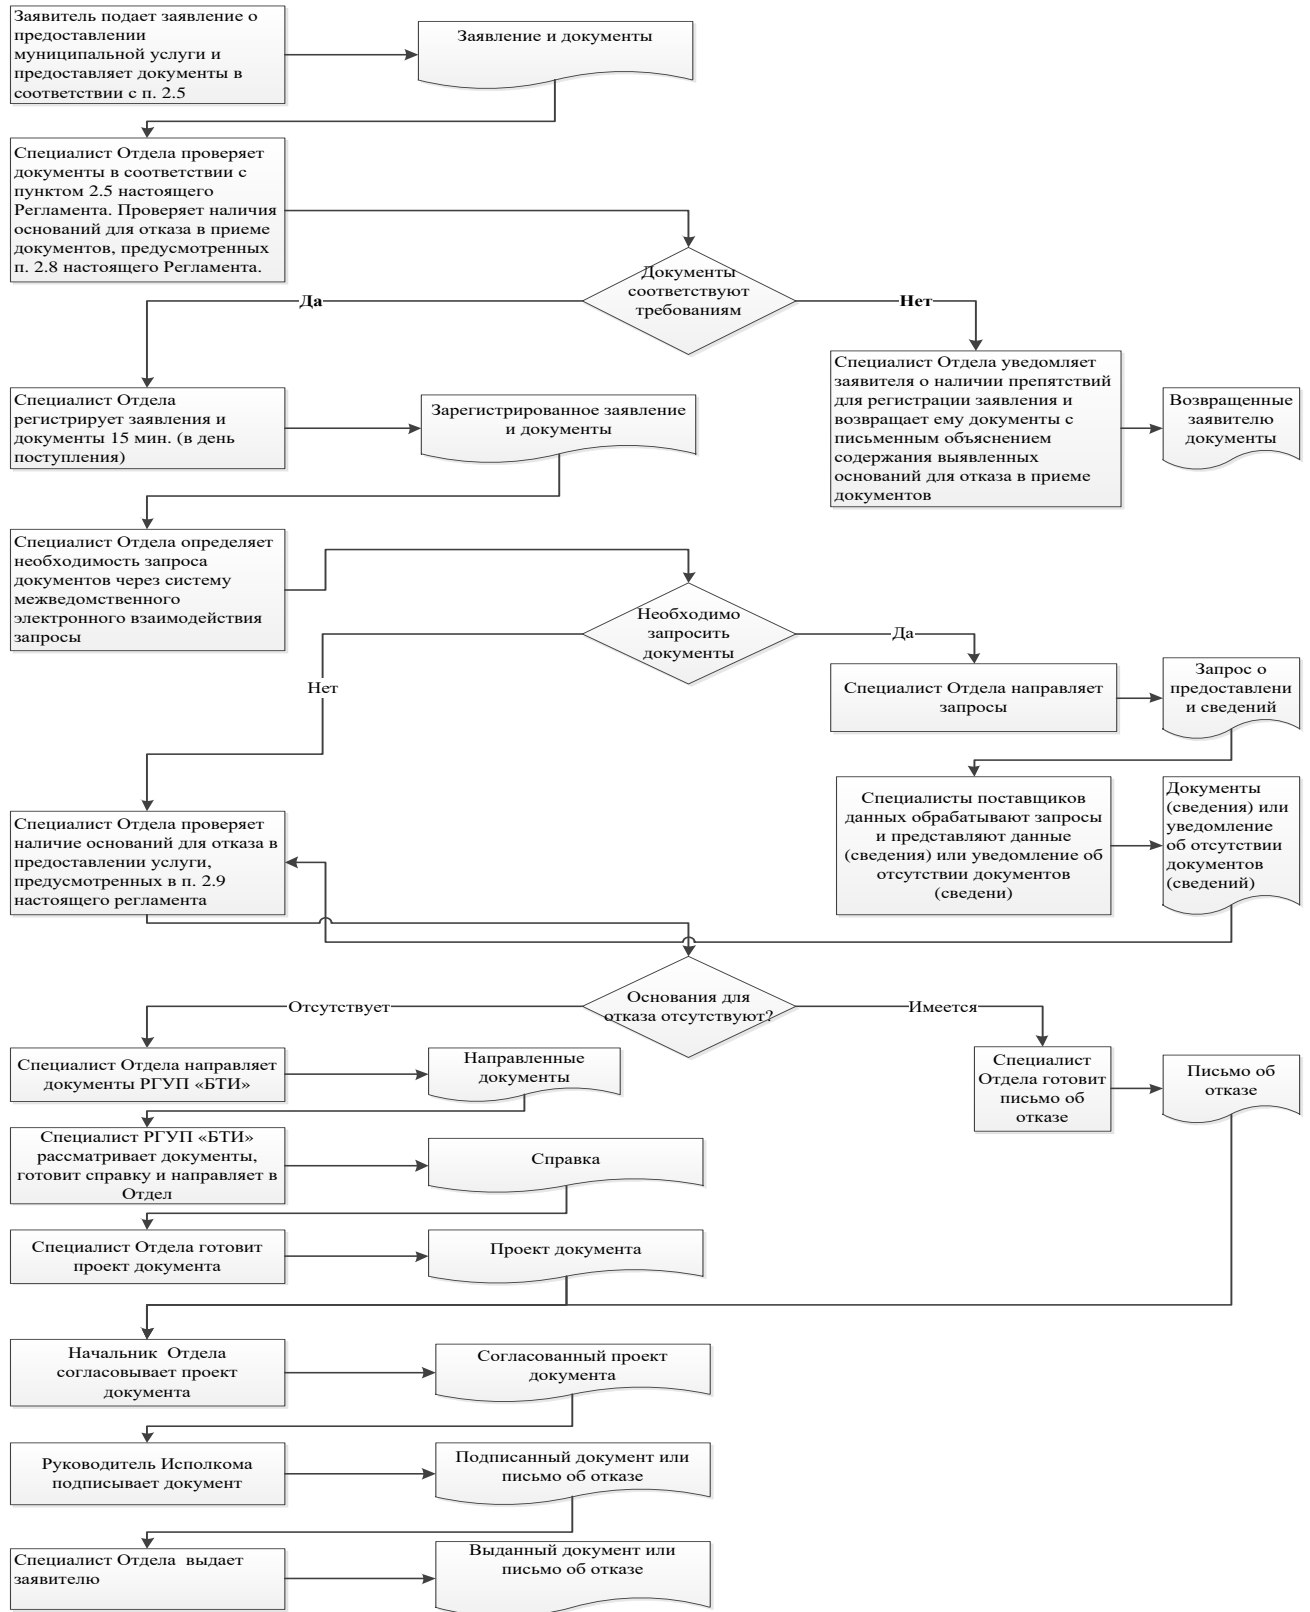 Заявитель подает заявление о
предоставлении
муниципальной услуги и
предоставляет документы в
соответствии с п. 2.5
Заявление и документы
Специалист Отдела проверяет
документы в соответствии с
пунктом 2.5 настоящего
Регламента. Проверяет наличия
оснований для отказа в приеме
документов, предусмотренных
п. 2.8 настоящего Регламента.
Документы
соответствуют
требованиям
Да
Нет
Специалист Отдела
регистрирует заявления и
документы 15 мин. (в день
поступления)
Зарегистрированное заявление
и документы
Специалист Отдела уведомляет
заявителя о наличии препятствий
для регистрации заявления и
возвращает ему документы с
письменным объяснением
содержания выявленных
оснований для отказа в приеме
документов
Возвращенные
заявителю
документы
Специалист Отдела определяет
необходимость запроса
документов через систему
межведомственного
электронного взаимодействия
запросы
Необходимо
запросить
документы
Да
Нет
Специалист Отдела направляет
запросы
Запрос о
предоставлени
и сведений
Специалисты поставщиков
данных обрабатывают запросы
и представляют данные
(сведения) или уведомление об
отсутствии документов
(сведени)
Документы
(сведения) или
уведомление
об отсутствии
документов
(сведений)
Специалист Отдела проверяет
наличие оснований для отказа в
предоставлении услуги,
предусмотренных в п. 2.9
настоящего регламента
Основания для
отказа отсутствуют?
Отсутствует
Имеется
Специалист Отдела направляет
документы РГУП «БТИ»
Направленные
документы
Специалист
Отдела готовит
письмо об
отказе
Письмо об
отказе
Специалист РГУП «БТИ»
рассматривает документы,
готовит справку и направляет в
Отдел
Справка
Специалист Отдела готовит
проект документа
Проект документа
Начальник  Отдела
согласовывает проект
документа
Согласованный проект
документа
Руководитель Исполкома
подписывает документ
Подписанный документ или
письмо об отказе
Специалист Отдела  выдает
заявителю
Выданный документ или
письмо об отказе